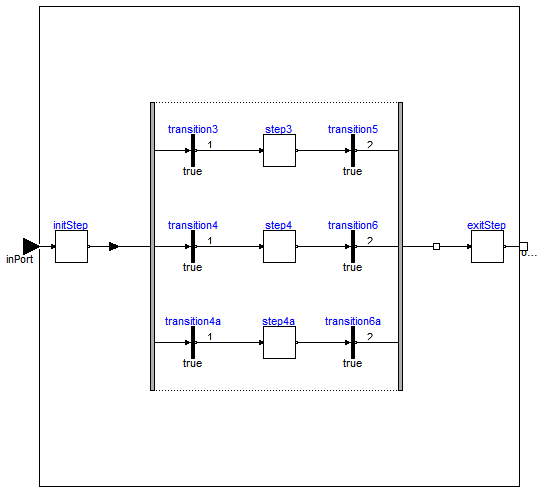 transition3 step3 transition5
1 2
true true
initStep transition4 step4 transition6 exitStep
1 2
inPort true true o...
transition4a step4a transition6a
1 2
true true